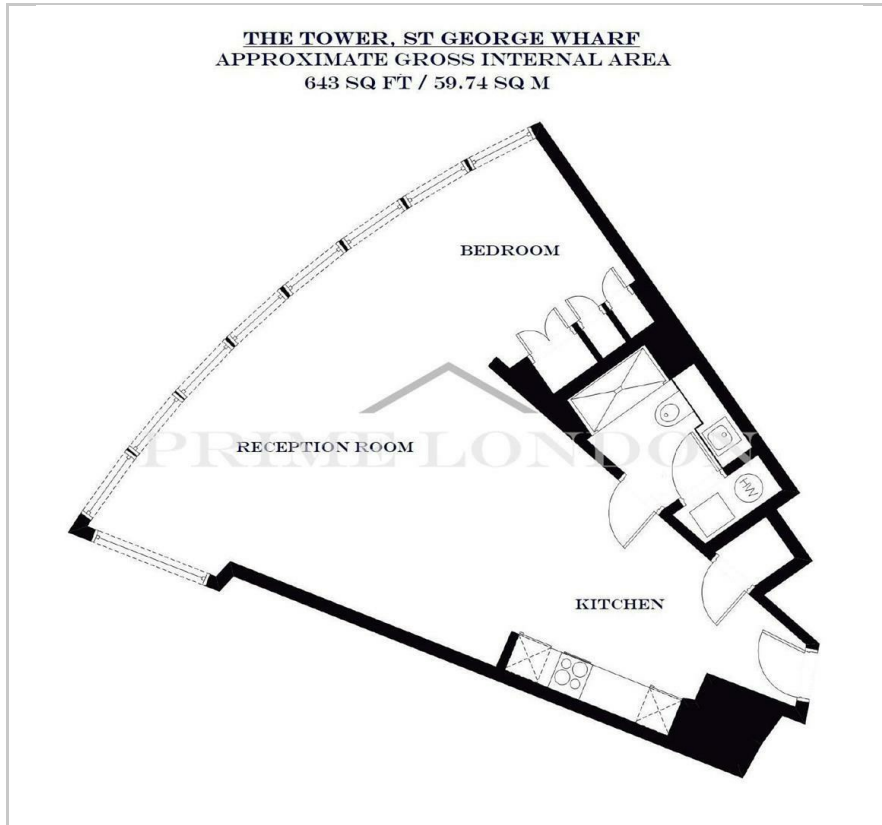 THE TOWER, ST GEORGE WHARF
APPROXIMATE GROSS INTERNAL AREA
643 SQ FT / 59.74 SQ M
BEDROOM
RECEPTION ROOM
PRIME LONDON
HW
KITCHEN